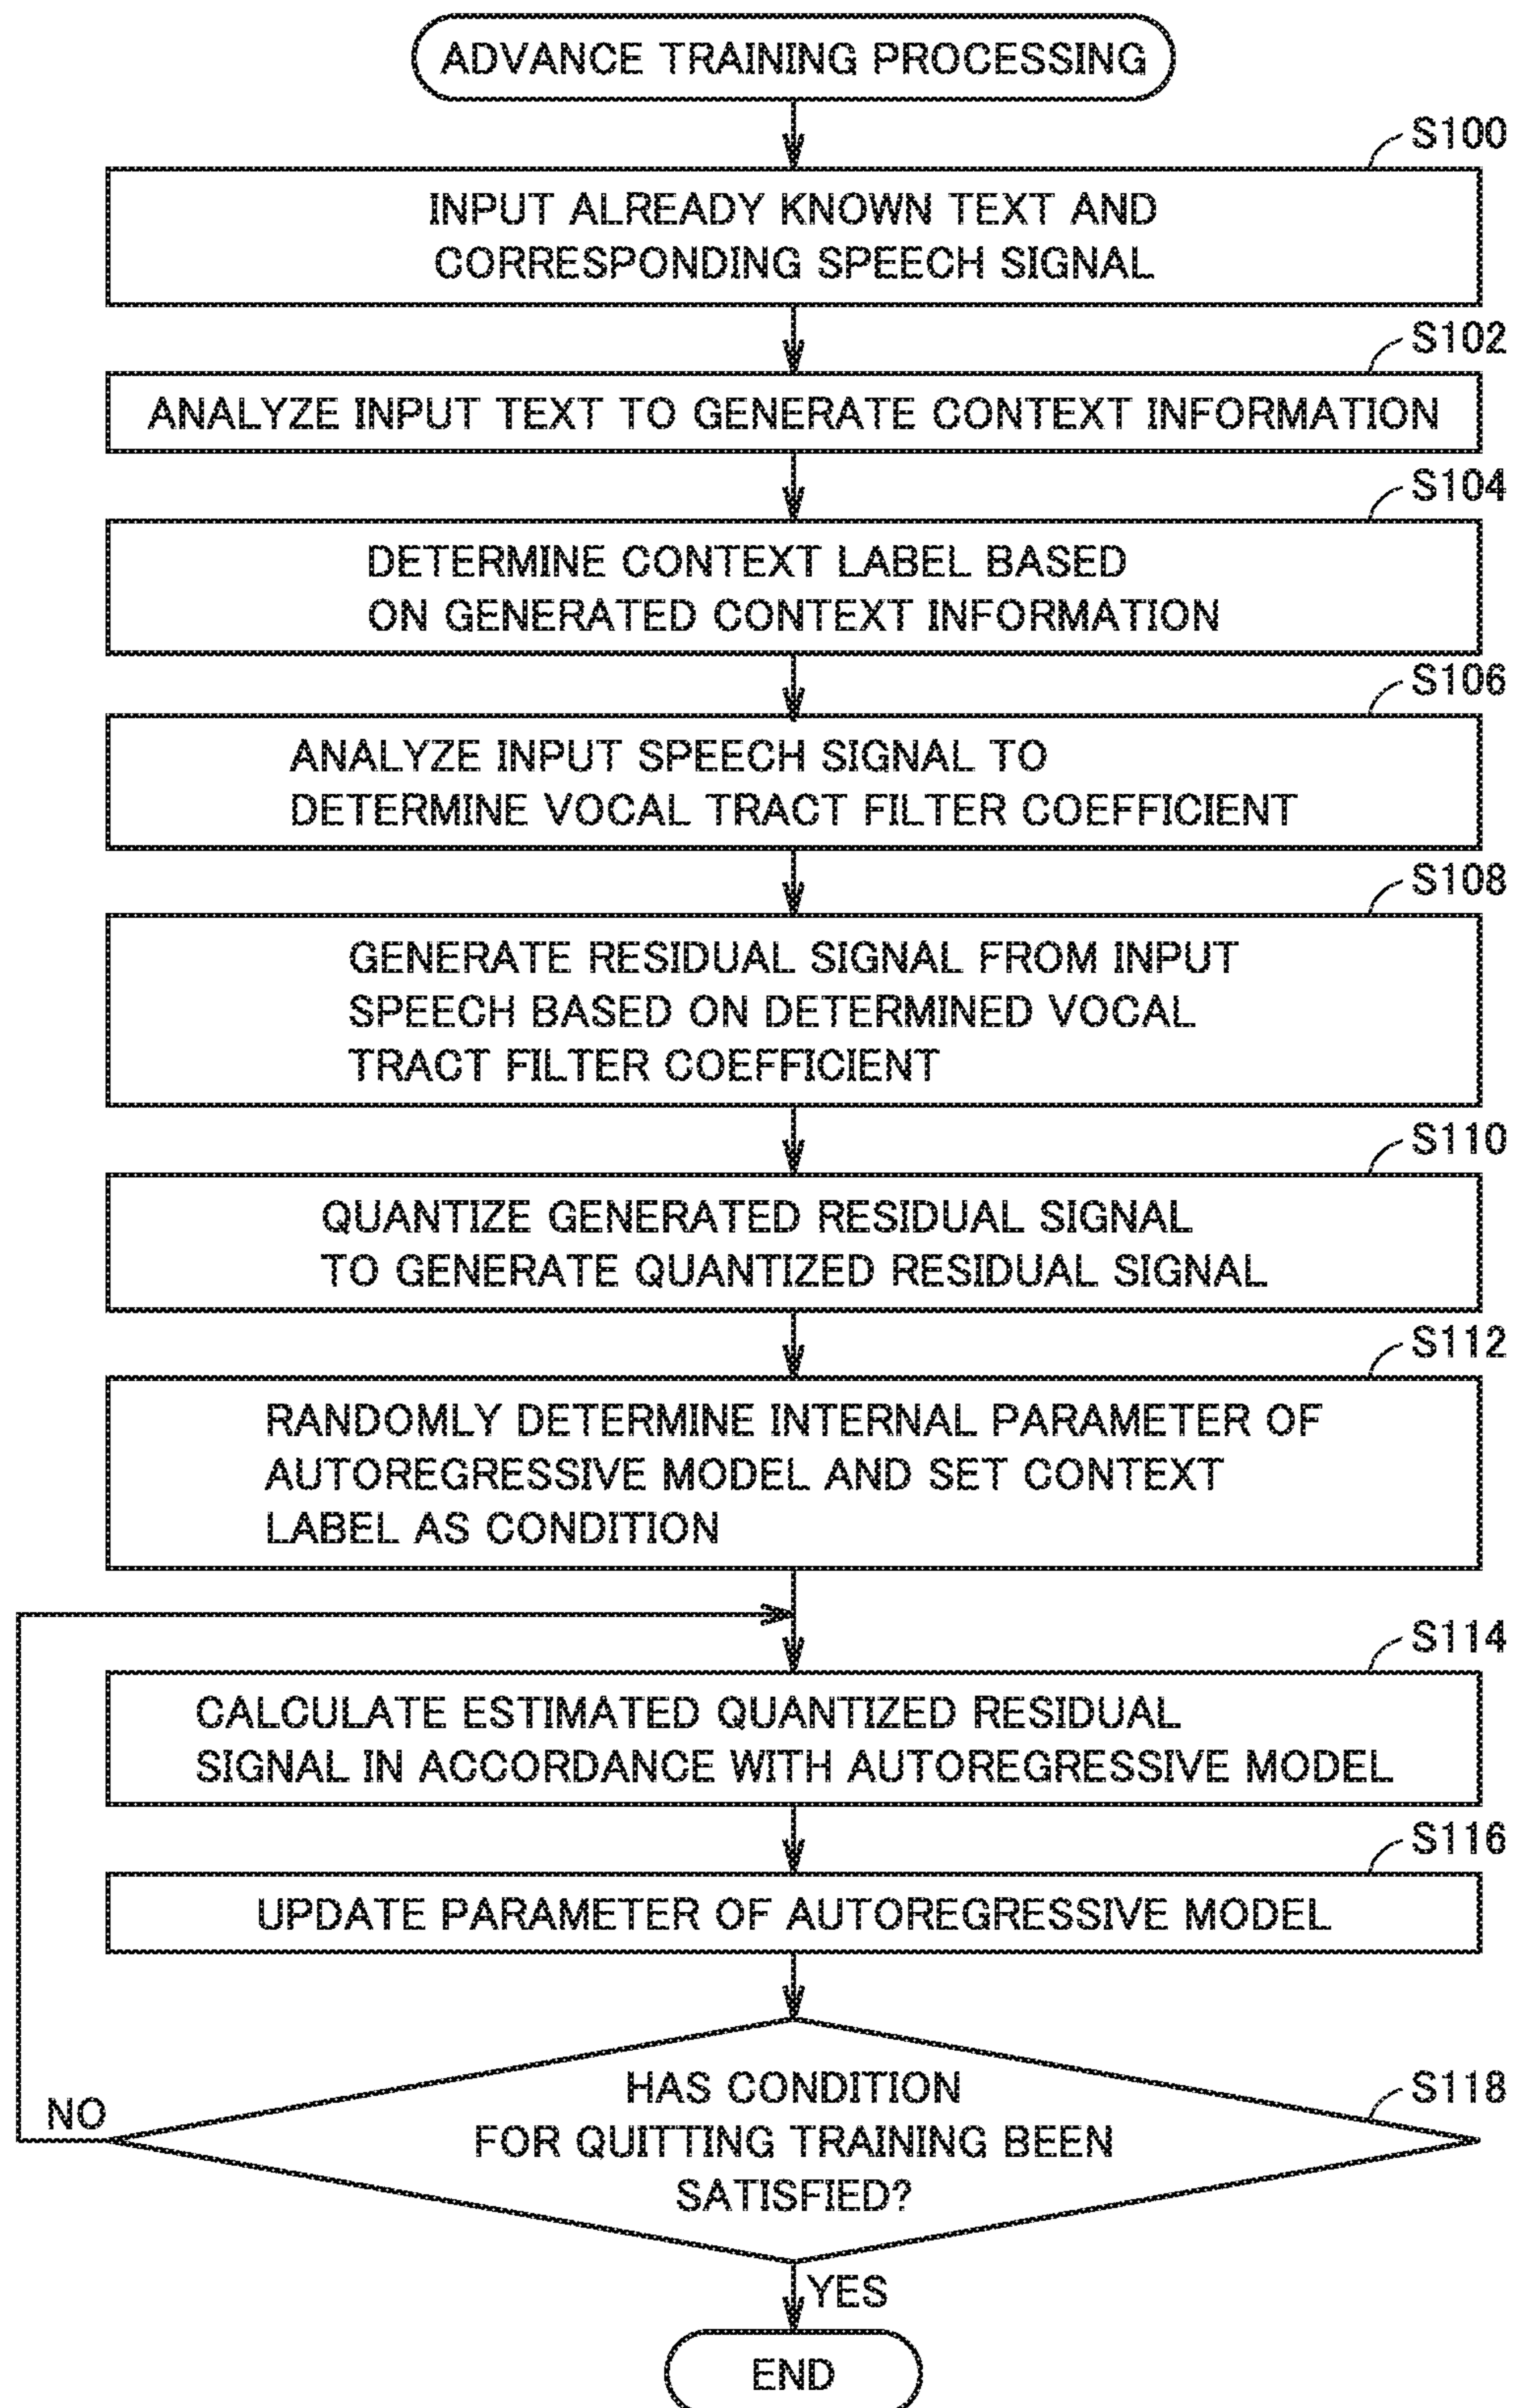 ADVANCE TRAINING PROCESSING
S100
INPUT ALREADY KNOWN TEXT AND
CORRESPONDING SPEECH SIGNAL
S102
ANALYZE INPUT TEXT TO GENERATE CONTEXT INFORMATION
S104
DETERMINE CONTEXT LABEL BASED
ON GENERATED CONTEXT INFORMATION
S106
ANALYZE INPUT SPEECH SIGNAL TO
DETERMINE VOCAL TRACT FILTER COEFFICIENT
S108
GENERATE RESIDUAL SIGNAL FROM INPUT
SPEECH BASED ON DETERMINED VOCAL
TRACT FILTER COEFFICIENT
S110
QUANTIZE GENERATED RESIDUAL SIGNAL
TO GENERATE QUANTIZED RESIDUAL SIGNAL
S112
RANDOMLY DETERMINE INTERNAL PARAMETER OF
AUTOREGRESSIVE MODEL AND SET CONTEXT
LABEL AS CONDITION
S114
CALCULATE ESTIMATED QUANTIZED RESIDUAL
SIGNAL IN ACCORDANCE WITH AUTOREGRESSIVE MODEL
S116
UPDATE PARAMETER OF AUTOREGRESSIVE MODEL
S118
HAS CONDITION
FOR QUITTING TRAINING BEEN
SATISFIED?
NO
YES
END